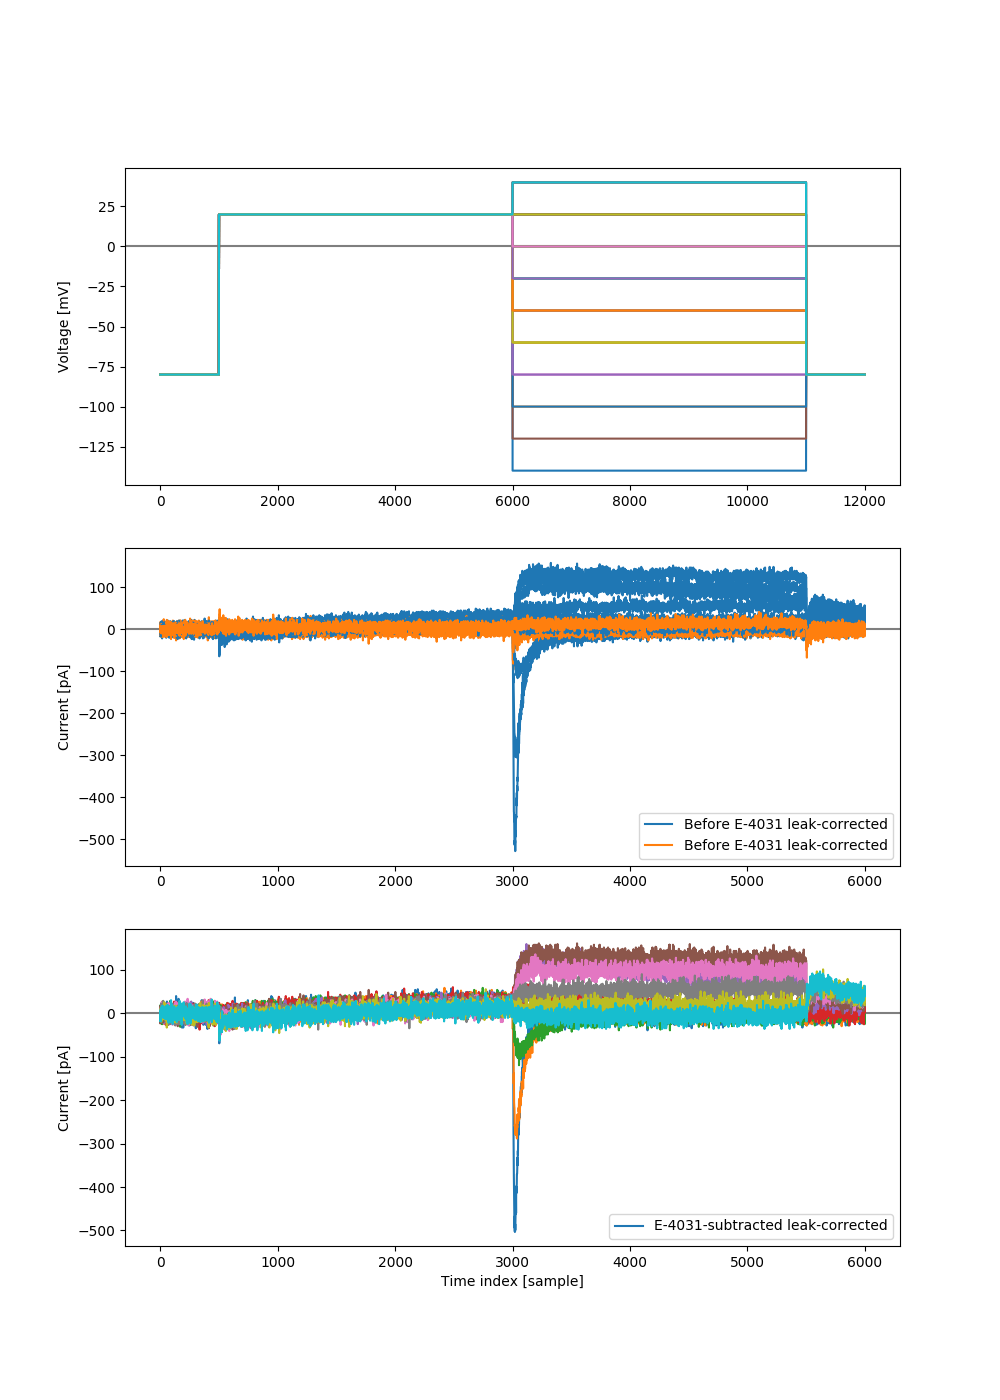 25
0
−25
−50
−75
−100
−125
Voltage [mV]
0 2000 4000 6000 8000 10000 12000
100
0
−100
−200
−300
−400
−500
Current [pA]
Before E-4031 leak-corrected
Before E-4031 leak-corrected
0 1000 2000 3000 4000 5000 6000
100
0
−100
−200
−300
−400
−500
Current [pA]
E-4031-subtracted leak-corrected
0 1000 2000 3000 4000 5000 6000
Time index [sample]